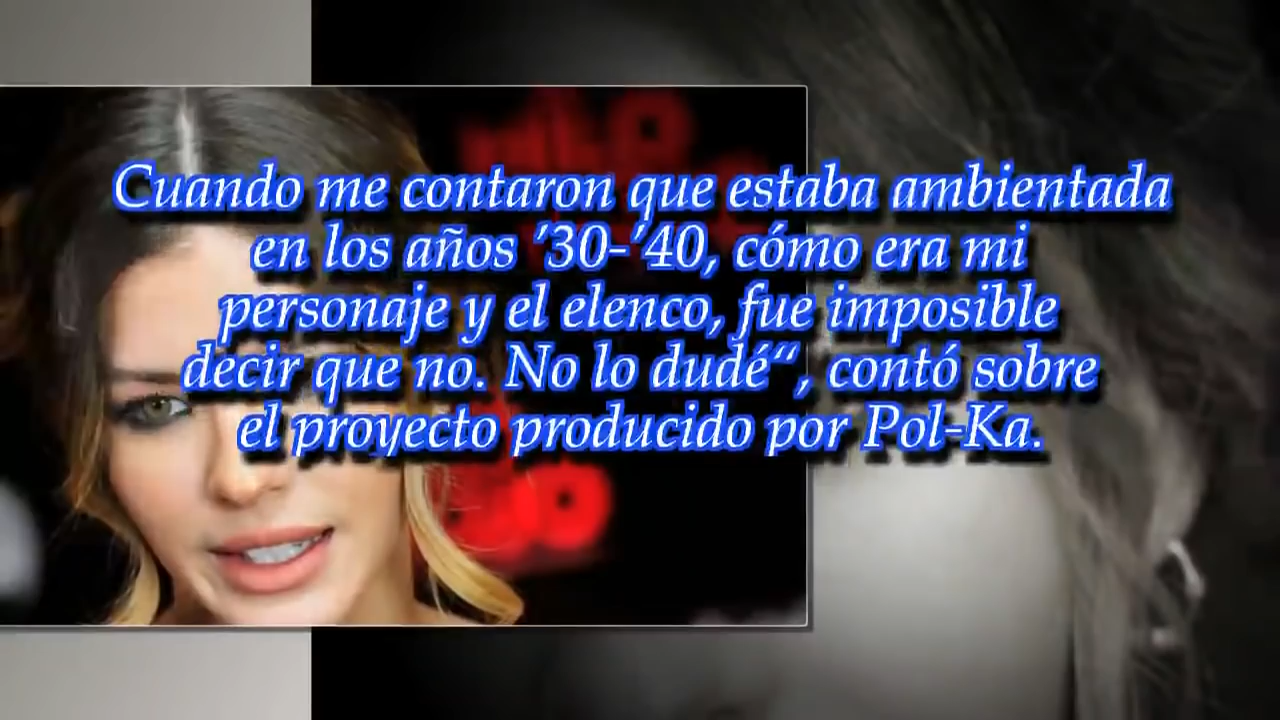 Cuando me contaron que estaba ambientada
en los años ’30-’40, cómo era mi
personaje y el elenco, fue imposible
decir que no. No lo dudé“, contó sobre
el proyecto producido por Pol-Ka.